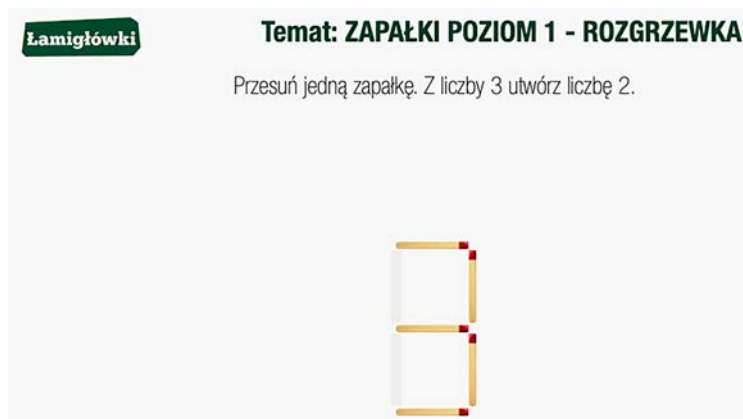 Łamigłówki
Temat: ZAPAŁKI POZIOM 1 - ROZGRZEWKA
Przesuń jedną zapałkę. Z liczby 3 utwórz liczbę 2.